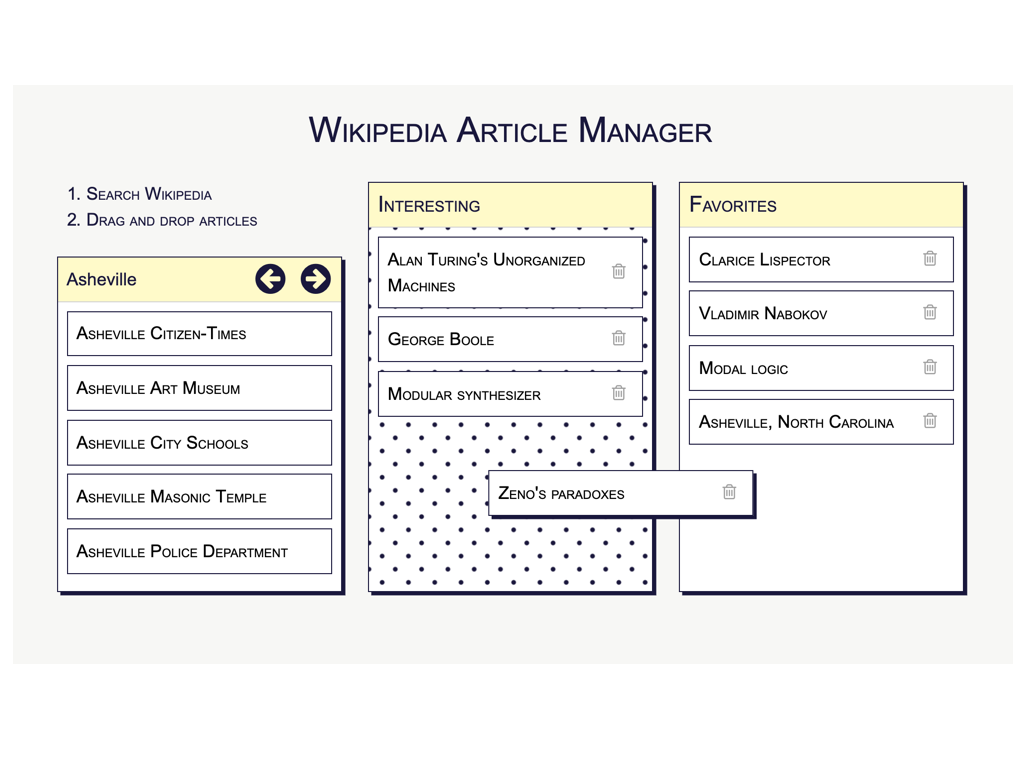 Wikipedia Article Manager
1. Search Wikipedia
2. Drag and drop articles
Asheville
Asheville Citizen-Times
Asheville Art Museum
Asheville City Schools
Asheville Masonic Temple
Asheville Police Department
Interesting
Alan Turing's Unorganized
Machines
George Boole
Modular synthesizer
Zeno's paradoxes
Favorites
Clarice Lispector
Vladimir Nabokov
Modal logic
Asheville, North Carolina